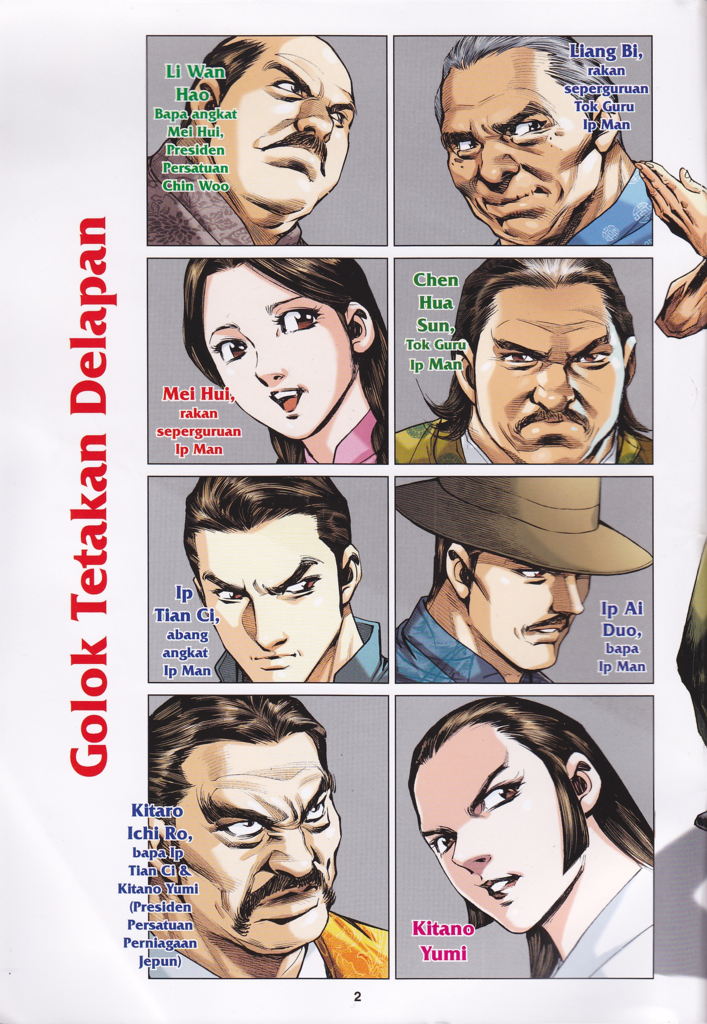 Golok Tetakan Delapan
Li Wan
Hao
Bapa angkat
Mei Hui,
Presiden
Persatuan
Chin Woo
Liang Bi,
rakan
seperguruan
Tok Guru
Ip Man
Mei Hui,
rakan
seperguruan
Ip Man
Chen
Hua
Sun,
Tok Guru
Ip Man
Ip
Tian Ci,
abang
angkat
Ip Man
Ip Ai
Duo,
bapa
Ip Man
Kitaro
Ichi Ro,
bapa Ip
Tian Ci &
Kitano Yumi
(Presiden
Persatuan
Perniagaan
Jepun)
Kitano
Yumi
2